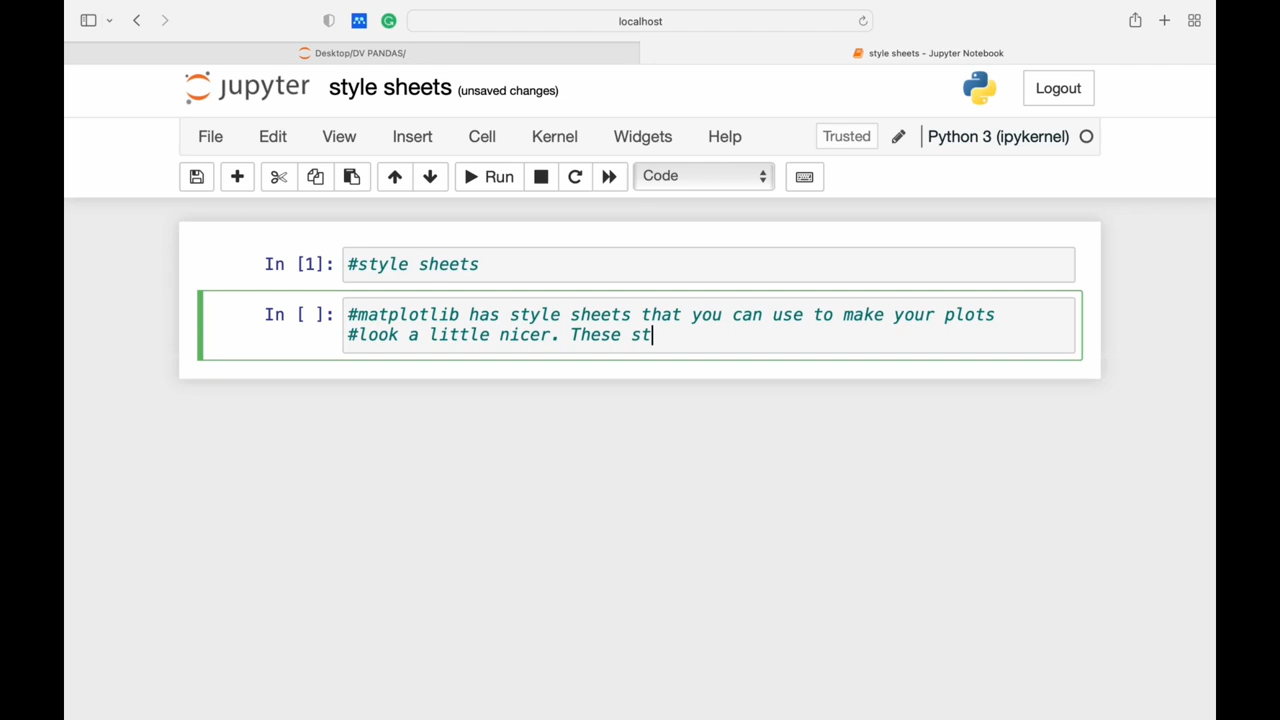 localhost
Desktop/DV PANDAS/
style sheets - Jupyter Notebook
jupyter style sheets (unsaved changes)
Logout
File Edit View Insert Cell Kernel Widgets Help Trusted Python 3 (ipykernel)
Run Code
In [1]: #style sheets
In [ ]: #matplotlib has style sheets that you can use to make your plots
#look a little nicer. These st